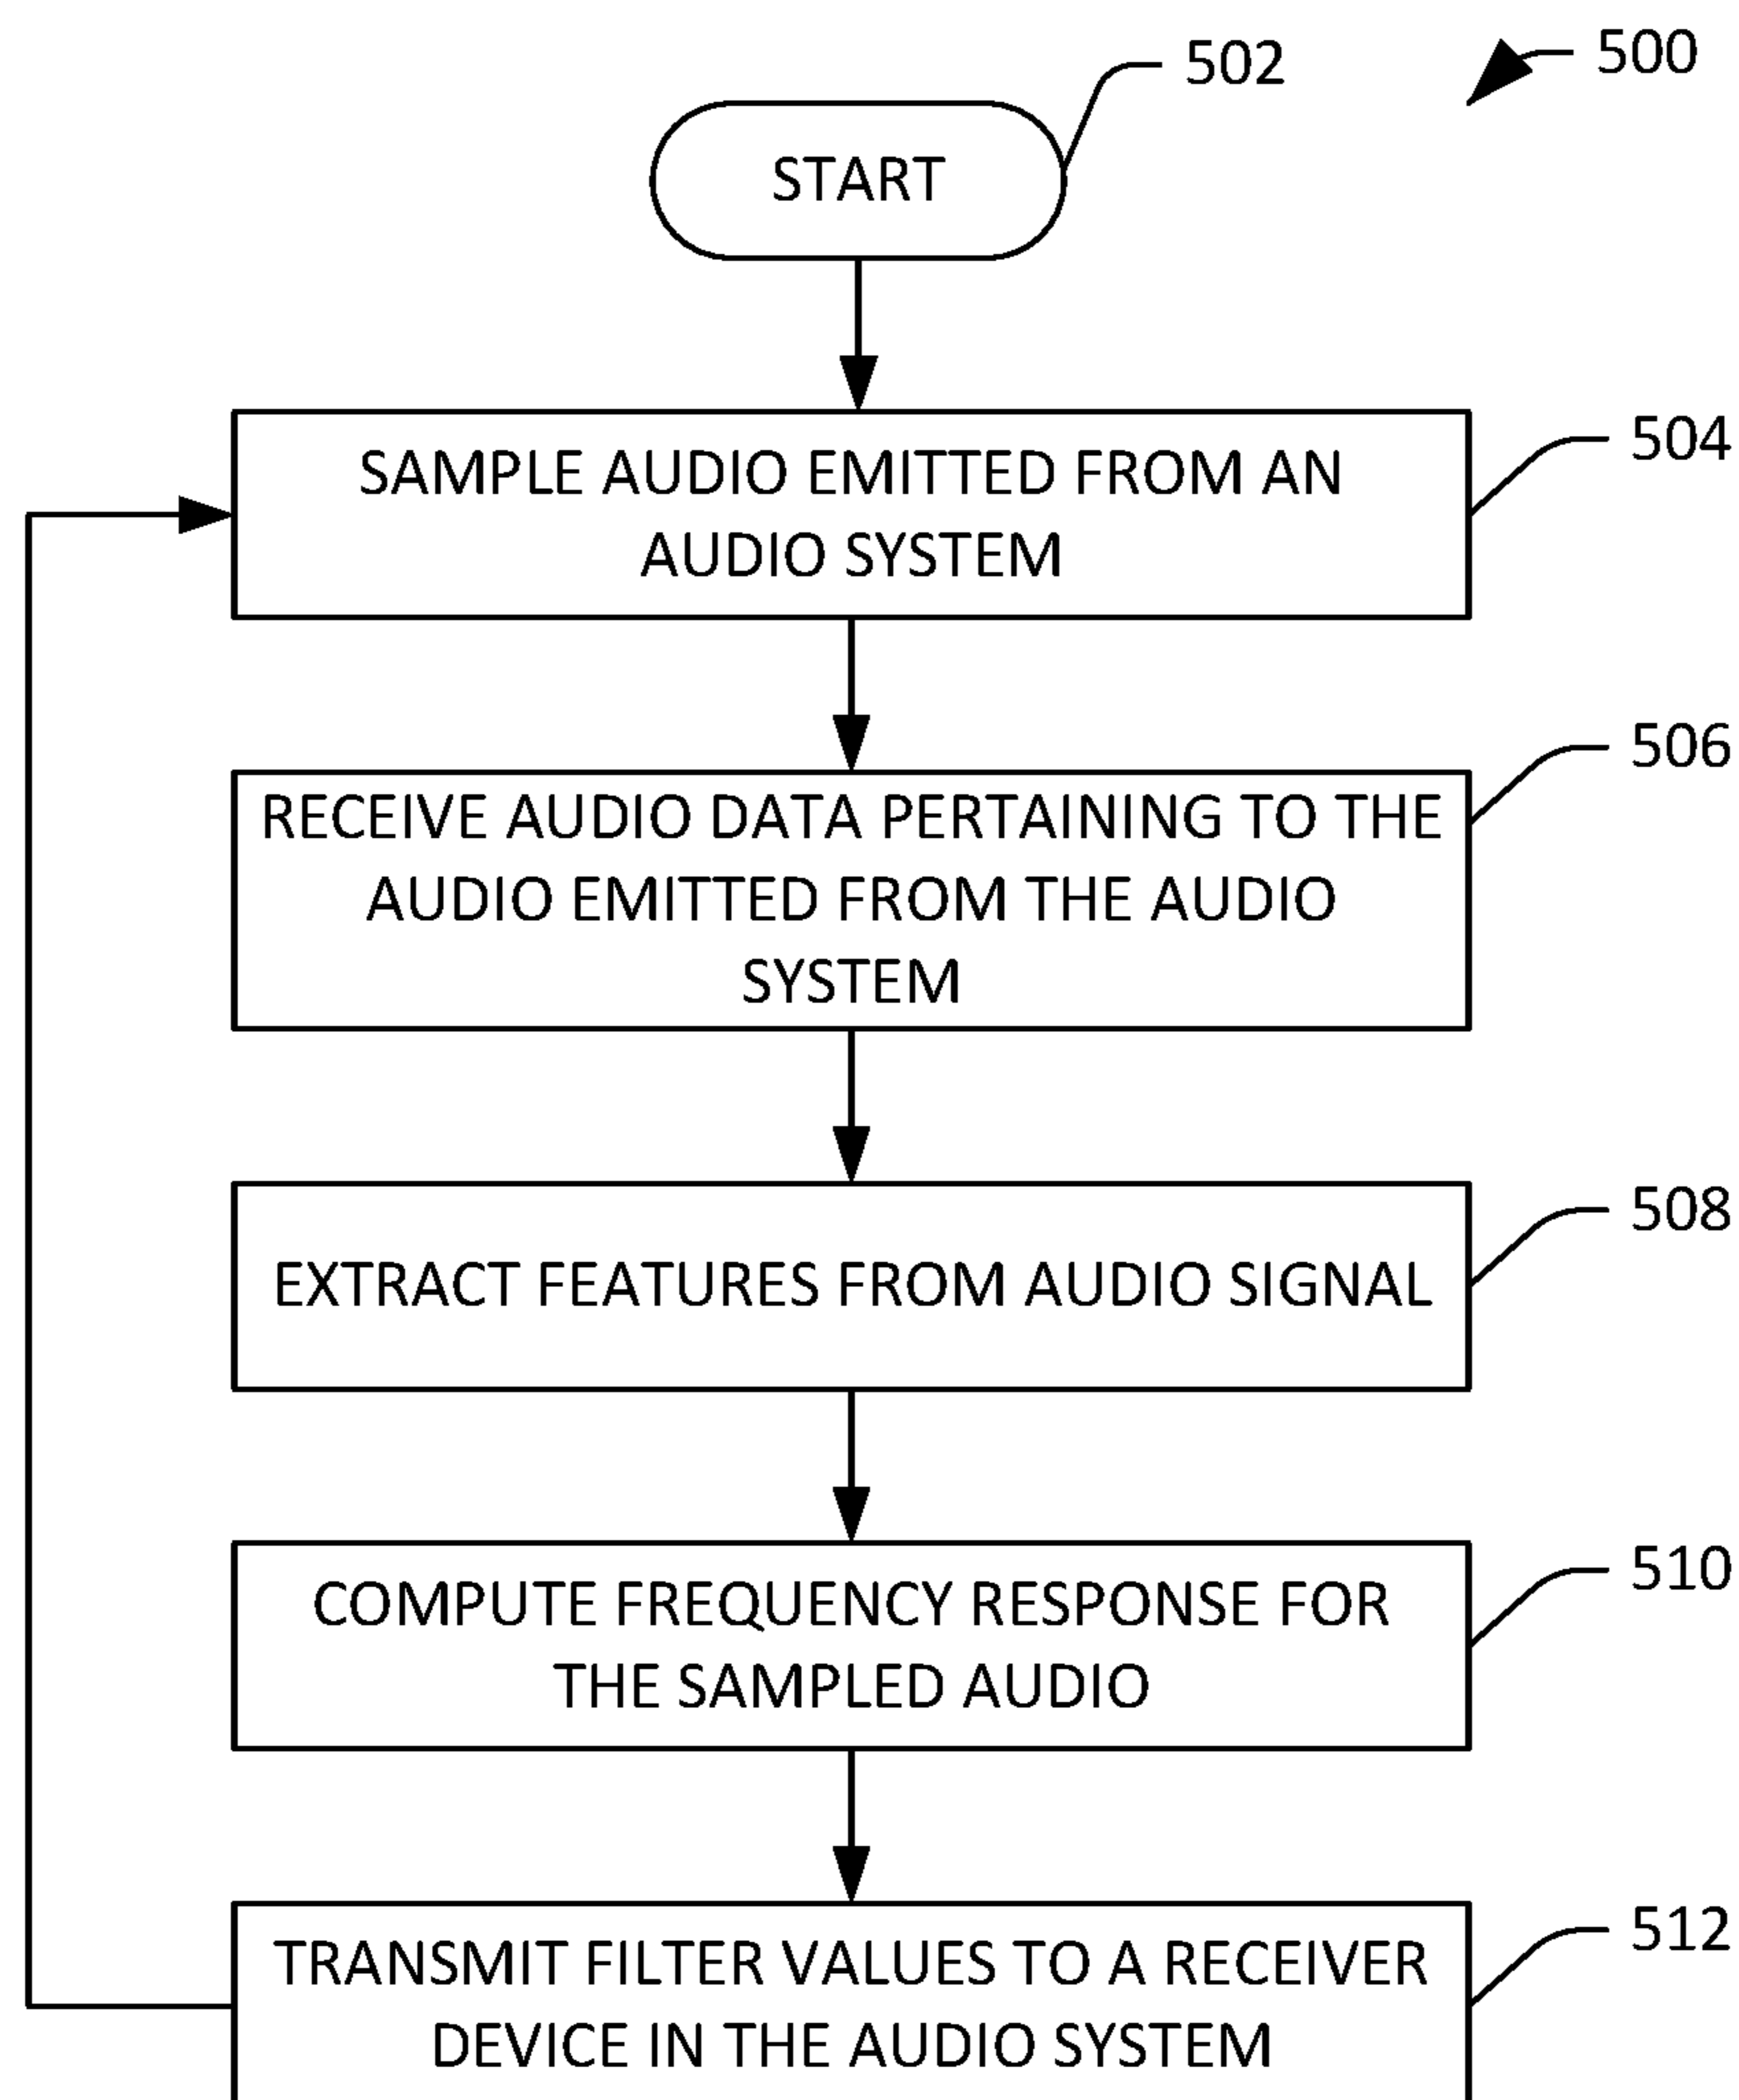 500
502
START
504
SAMPLE AUDIO EMITTED FROM AN
AUDIO SYSTEM
506
RECEIVE AUDIO DATA PERTAINING TO THE
AUDIO EMITTED FROM THE AUDIO
SYSTEM
508
EXTRACT FEATURES FROM AUDIO SIGNAL
510
COMPUTE FREQUENCY RESPONSE FOR
THE SAMPLED AUDIO
512
TRANSMIT FILTER VALUES TO A RECEIVER
DEVICE IN THE AUDIO SYSTEM